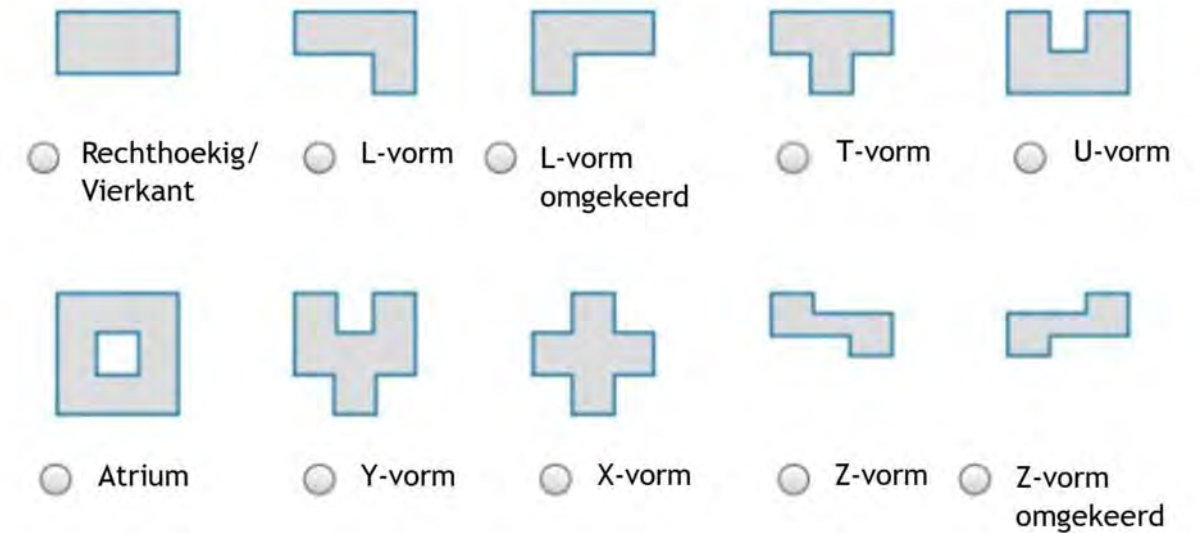 Rechthoekig/
Vierkant
L-vorm
L-vorm
omgekeerd
T-vorm
U-vorm
Atrium
Y-vorm
X-vorm
Z-vorm
Z-vorm
omgekeerd